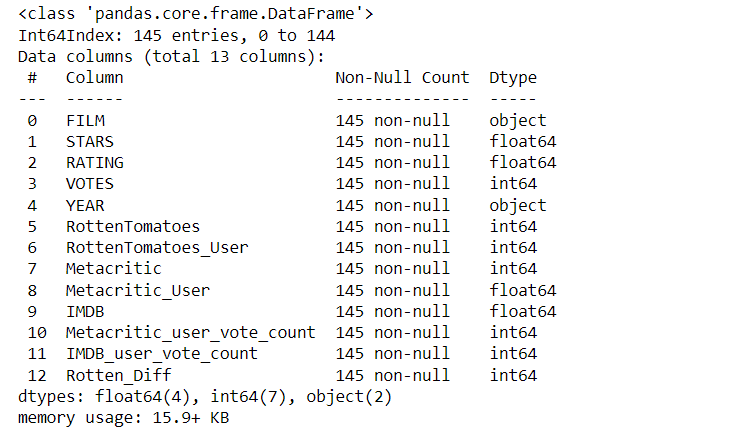 <class 'pandas.core.frame.DataFrame'>
Int64Index: 145 entries, 0 to 144
Data columns (total 13 columns):
 #   Column                      Non-Null Count  Dtype
---  ------                      --------------  -----
 0   FILM                        145 non-null    object
 1   STARS                       145 non-null    float64
 2   RATING                      145 non-null    float64
 3   VOTES                       145 non-null    int64
 4   YEAR                        145 non-null    object
 5   RottenTomatoes              145 non-null    int64
 6   RottenTomatoes_User         145 non-null    int64
 7   Metacritic                  145 non-null    int64
 8   Metacritic_User             145 non-null    float64
 9   IMDB                        145 non-null    float64
 10  Metacritic_user_vote_count  145 non-null    int64
 11  IMDB_user_vote_count        145 non-null    int64
 12  Rotten_Diff                 145 non-null    int64
dtypes: float64(4), int64(7), object(2)
memory usage: 15.9+ KB